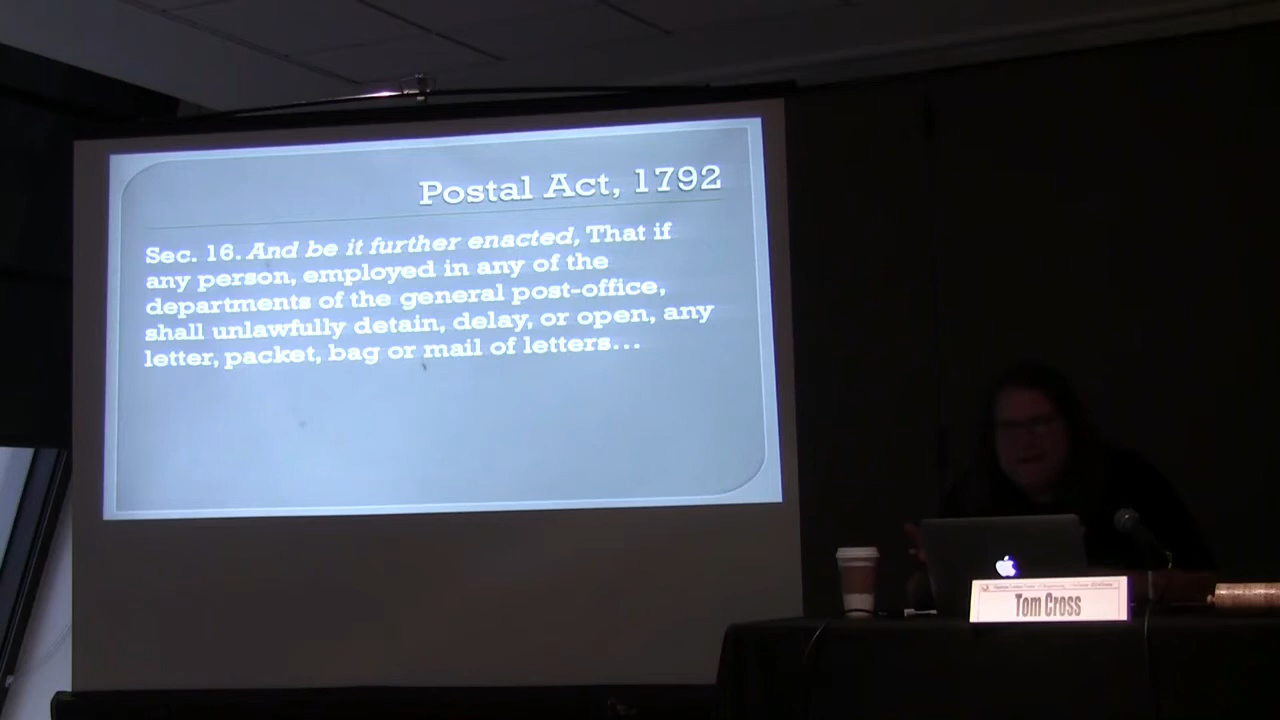 Postal Act, 1792
Sec. 16. And be it further enacted, That if
any person, employed in any of the
departments of the general post-office,
shall unlawfully detain, delay, or open, any
letter, packet, bag or mail of letters...
Tom Cross